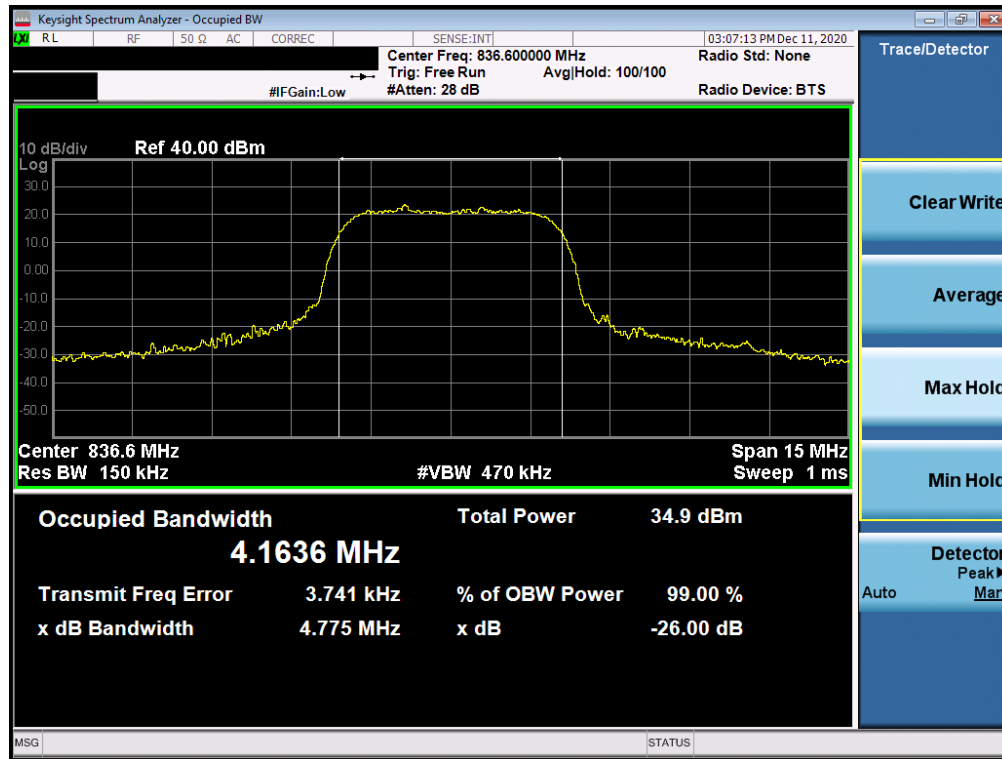 Keysight Spectrum Analyzer - Occupied BW
LXI RL RF 50 Ω AC CORREC SENSE:INT 03:07:13 PM Dec 11, 2020
Center Freq: 836.600000 MHz Radio Std: None
Trig: Free Run Avg|Hold: 100/100
#IFGain:Low #Atten: 28 dB Radio Device: BTS
10 dB/div Ref 40.00 dBm
Log
30.0
20.0
10.0
0.00
-10.0
-20.0
-30.0
-40.0
-50.0
Center 836.6 MHz Span 15 MHz
Res BW 150 kHz #VBW 470 kHz Sweep 1 ms
Occupied Bandwidth Total Power 34.9 dBm
4.1636 MHz
Transmit Freq Error 3.741 kHz % of OBW Power 99.00 %
x dB Bandwidth 4.775 MHz x dB -26.00 dB
MSG STATUS
Trace/Detector
Clear Write
Average
Max Hold
Min Hold
Detector
Peak
Auto Man